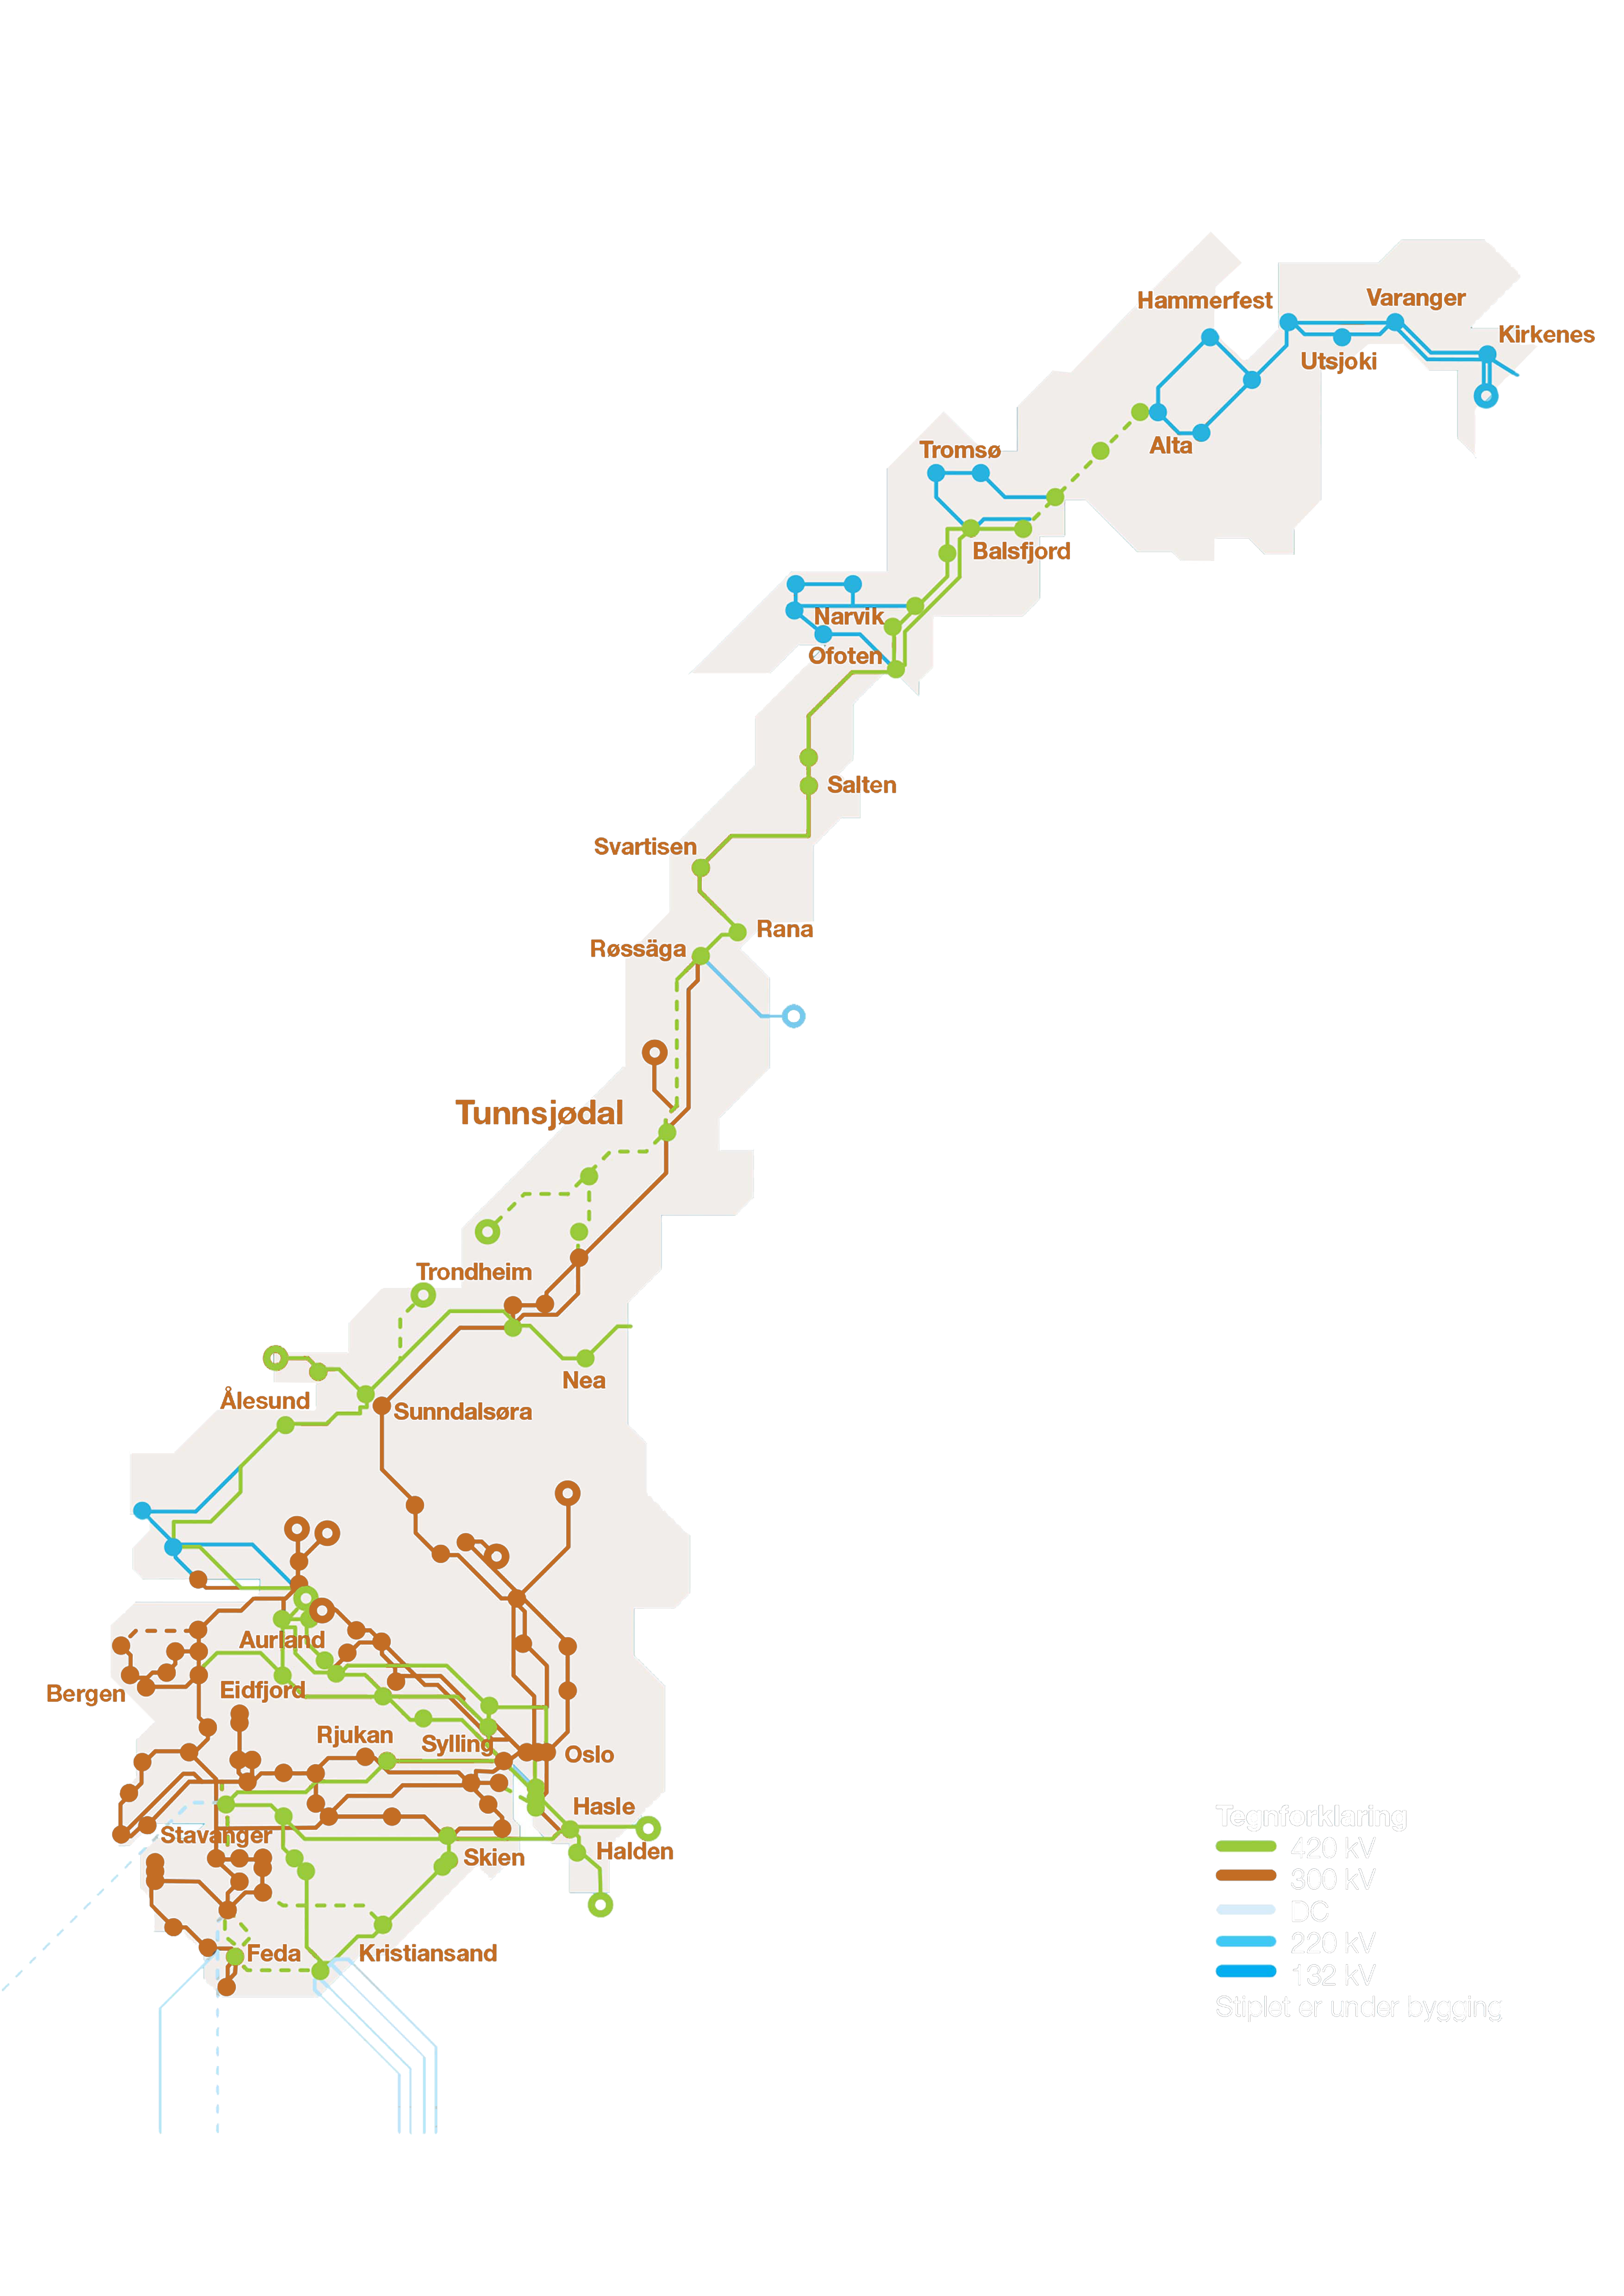 Hammerfest
Varanger
Kirkenes
Utsjoki
Alta
Tromsø
Balsfjord
Narvik
Ofoten
Salten
Svartisen
Rana
Røssäga
Tunnsjødal
Trondheim
Nea
Ålesund
Sunndalsøra
Aurland
Bergen
Eidfjord
Rjukan
Sylling
Oslo
Hasle
Stavanger
Halden
Skien
Feda
Kristiansand
Tegnforklaring
420 kV
300 kV
DC
220 kV
132 kV
Stiplet er under bygging